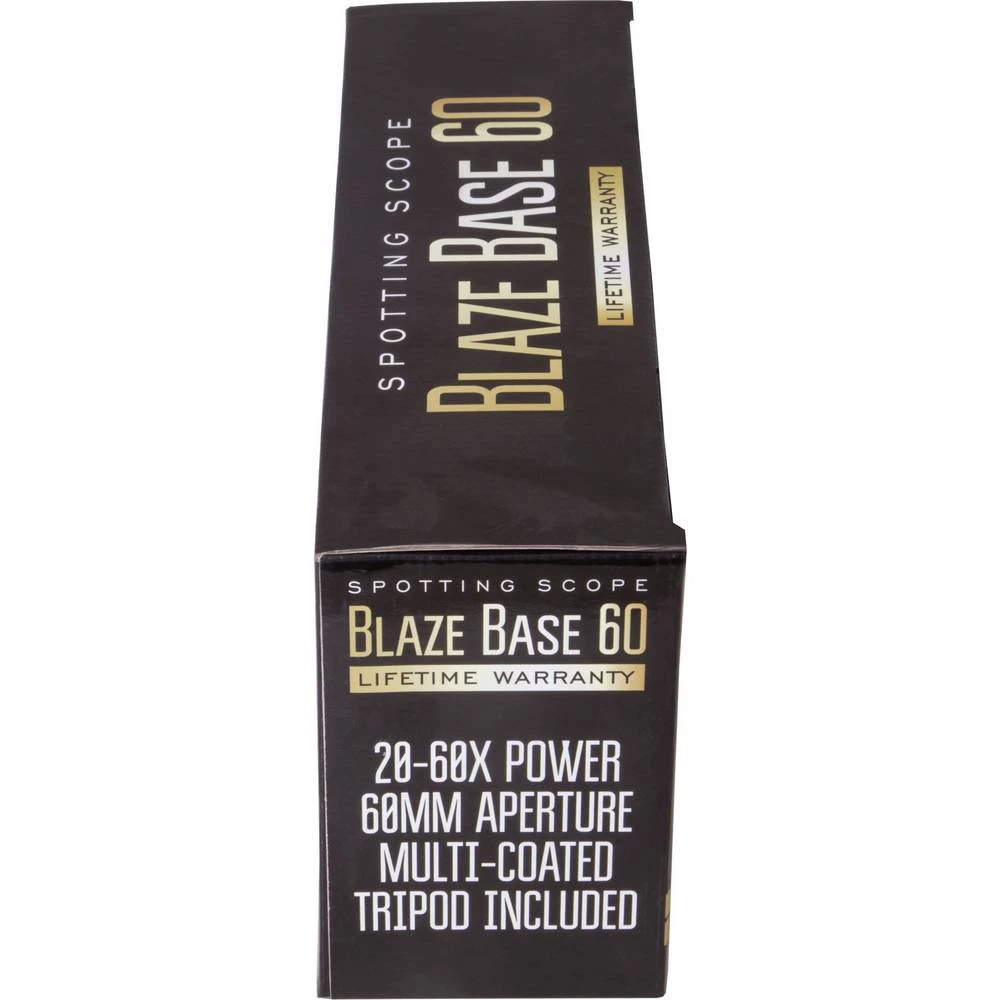 SPOTTING SCOPE
BLAZE BASE 60
LIFETIME WARRANTY
SPOTTING SCOPE
BLAZE BASE 60
LIFETIME WARRANTY
20-60X POWER
60MM APERTURE
MULTI-COATED
TRIPOD INCLUDED